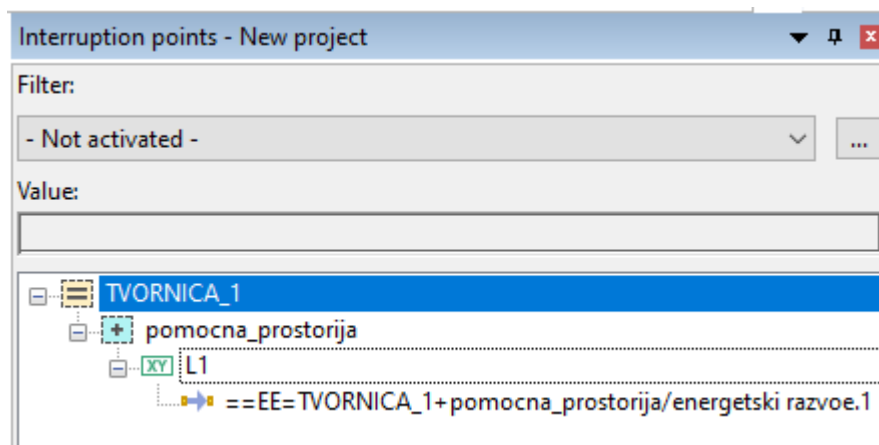 Interruption points - New project
Filter:
- Not activated -
...
Value:
TVORNICA_1
pomocna_prostorija
XY L1
==EE=TVORNICA_1+pomocna_prostorija/energetski razvoe.1